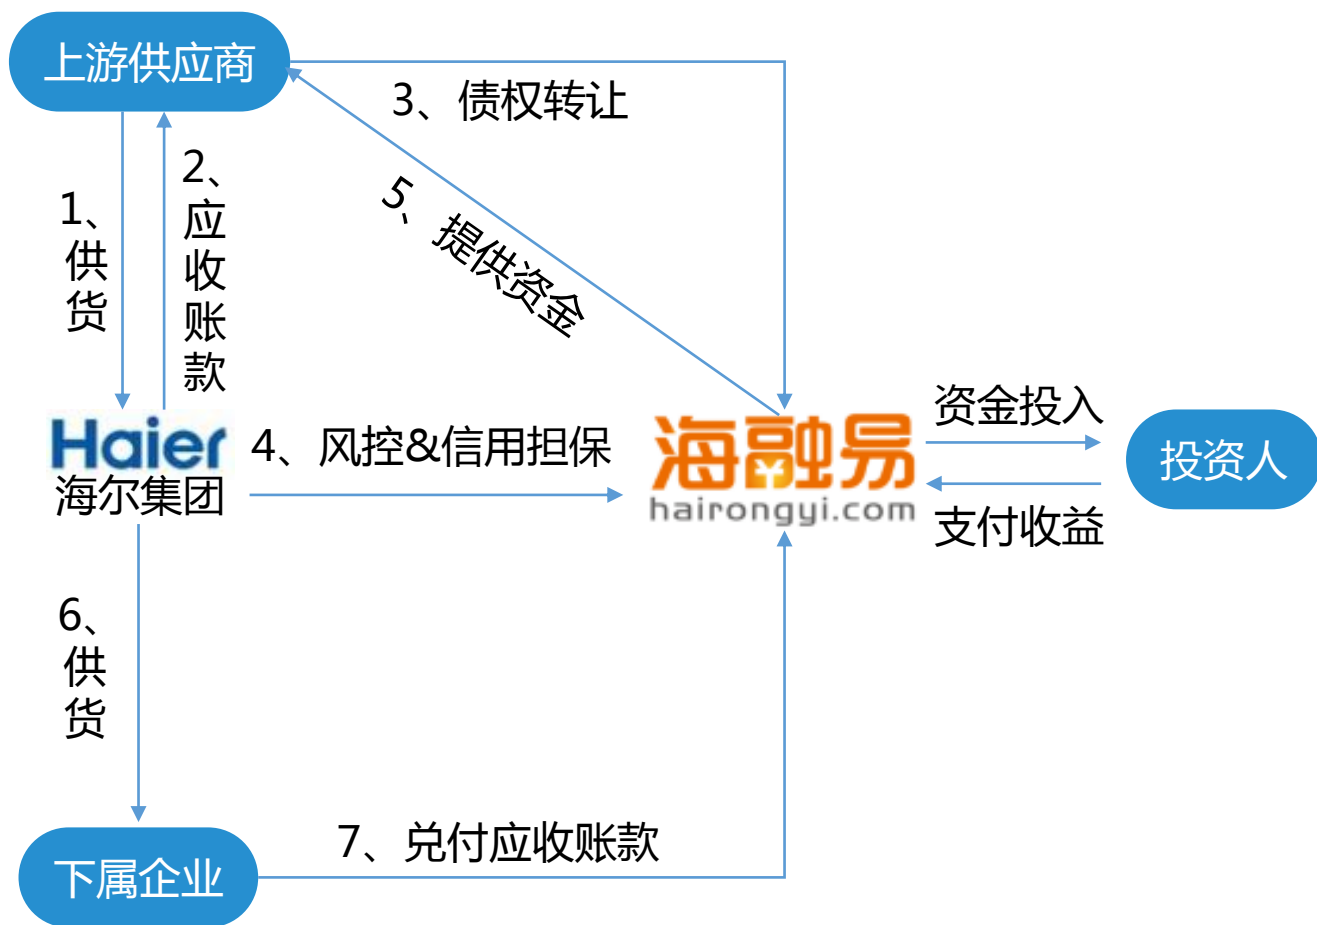 上游供应商
3、债权转让
2、应收账款
1、供货
5、提供资金
Haier
海尔集团
4、风控&信用担保
海融易
hairongyi.com
资金投入
支付收益
投资人
6、供货
7、兑付应收账款
下属企业